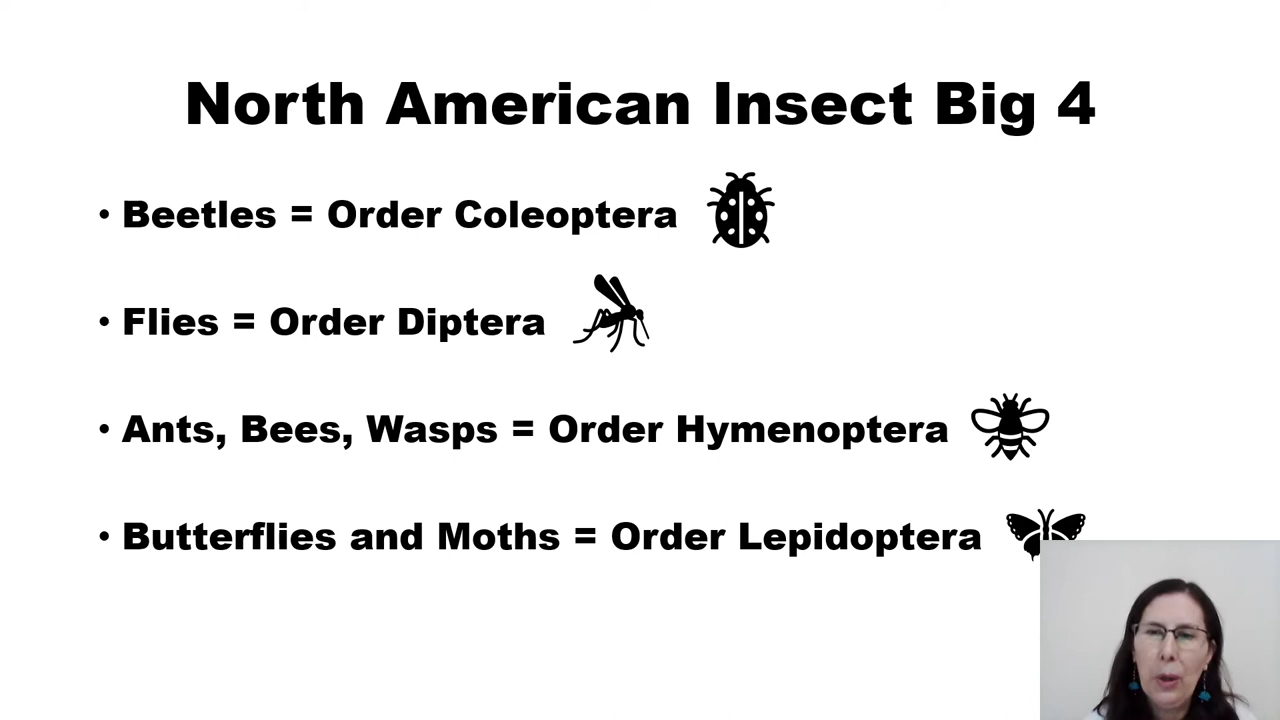 North American Insect Big 4
• Beetles = Order Coleoptera
• Flies = Order Diptera
• Ants, Bees, Wasps = Order Hymenoptera
• Butterflies and Moths = Order Lepidoptera